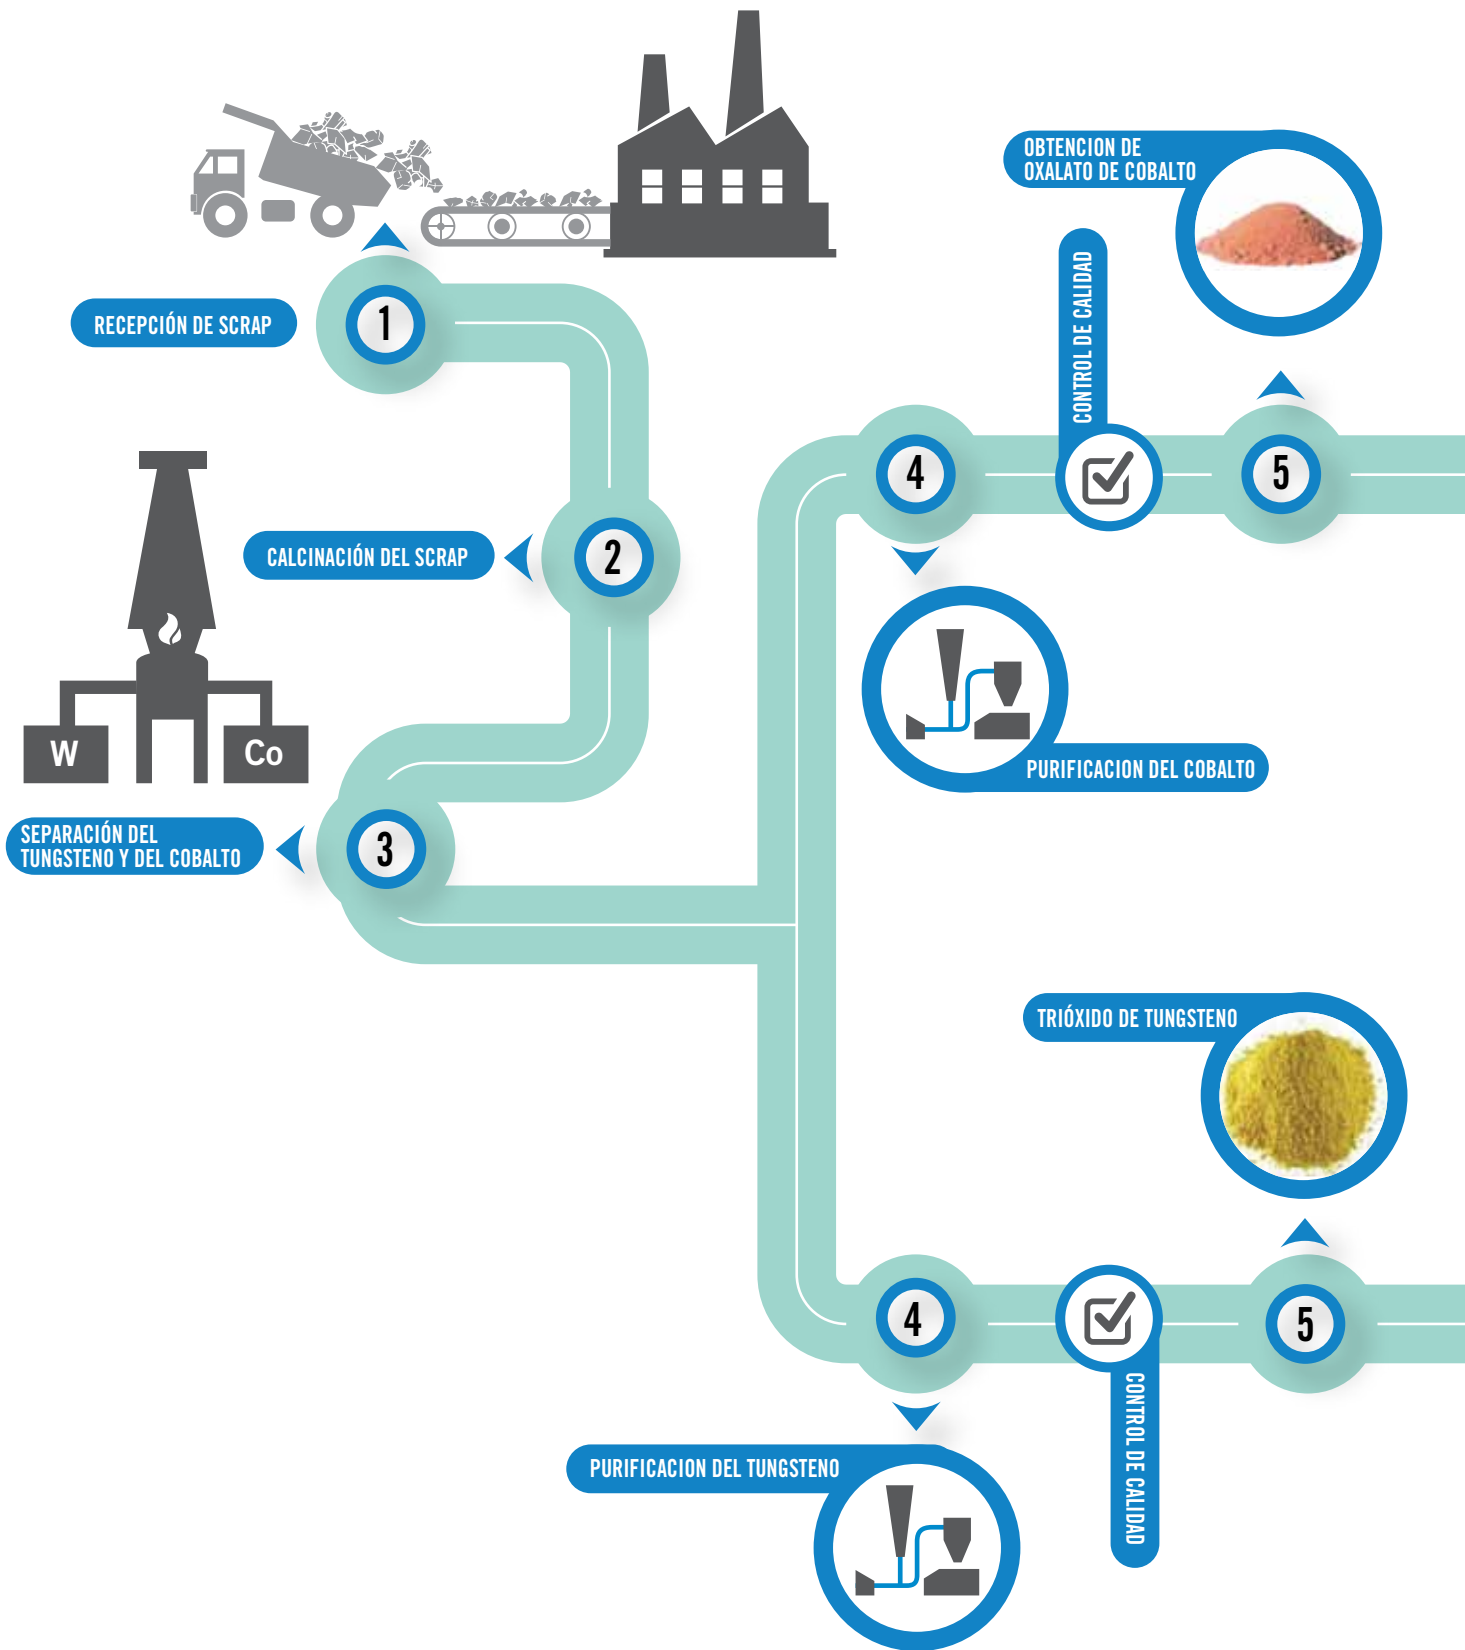 OBTENCION DE
OXALATO DE COBALTO
CONTROL DE CALIDAD
RECEPCIÓN DE SCRAP
1
4
5
CALCINACIÓN DEL SCRAP
2
W
Co
PURIFICACION DEL COBALTO
SEPARACIÓN DEL
TUNGSTENO Y DEL COBALTO
3
TRIÓXIDO DE TUNGSTENO
4
5
CONTROL DE CALIDAD
PURIFICACION DEL TUNGSTENO